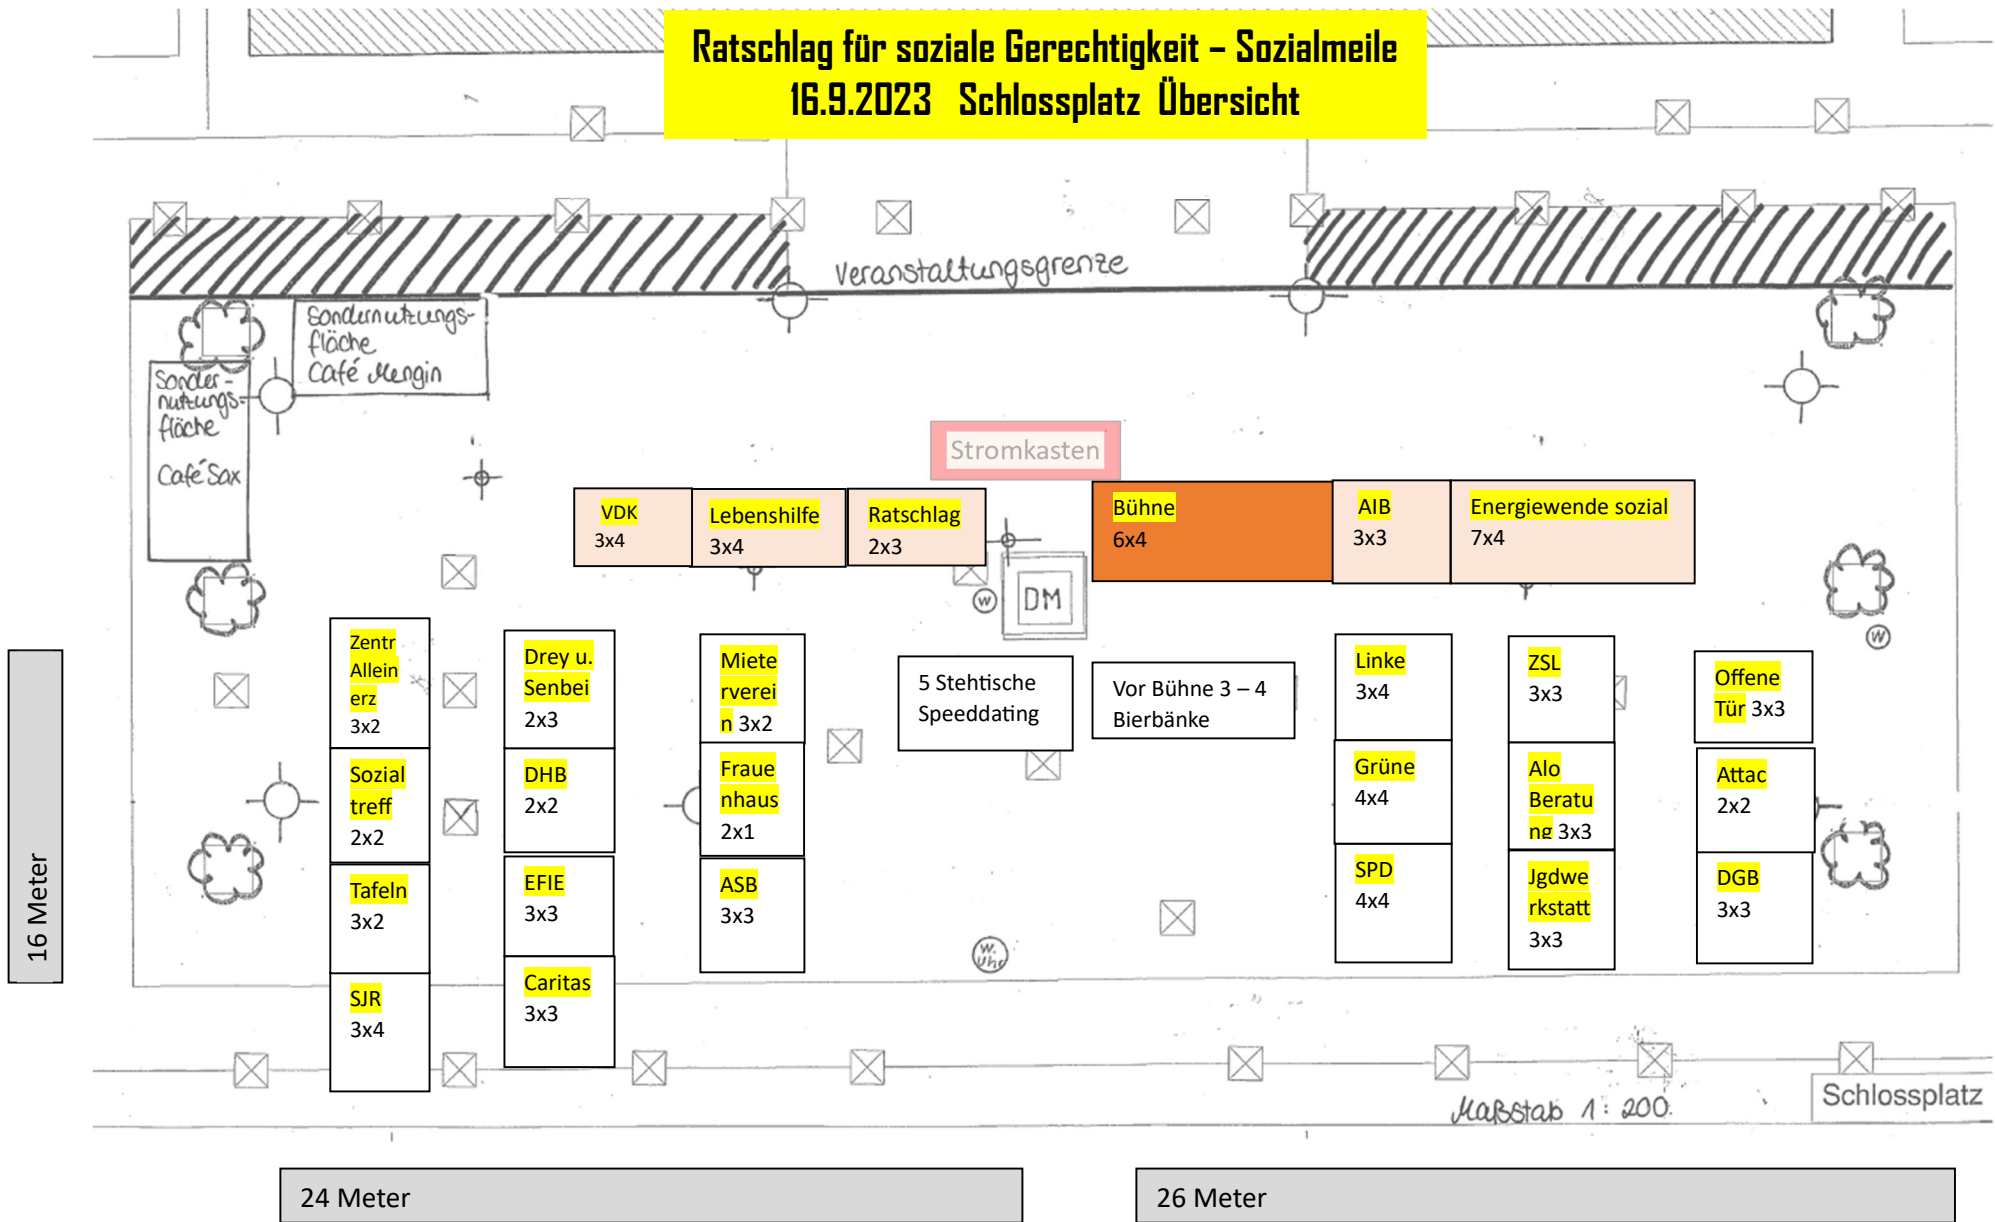 Ratschlag für soziale Gerechtigkeit – Sozialmeile
16.9.2023 Schlossplatz Übersicht
Veranstaltungsgrenze
Sondernutzungs-
fläche
Café Mengin
Sonder-
nutzungs-
fläche
Café Sax
Stromkasten
VDK
3x4
Lebenshilfe
3x4
Ratschlag
2x3
Bühne
6x4
AIB
3x3
Energiewende sozial
7x4
W
DM
W
Zentr
Allein
erz
3x2
Sozial
treff
2x2
Tafeln
3x2
SJR
3x4
Drey u.
Senbei
2x3
DHB
2x2
EFIE
3x3
Caritas
3x3
Miete
rverei
n 3x2
Fraue
nhaus
2x1
ASB
3x3
5 Stehtische
Speeddating
Vor Bühne 3 – 4
Bierbänke
Linke
3x4
Grüne
4x4
SPD
4x4
ZSL
3x3
Alo
Beratu
ng 3x3
Jgdwe
rkstatt
3x3
Offene
Tür 3x3
Attac
2x2
DGB
3x3
W.
Uhr
16 Meter
Maßstab 1: 200
Schlossplatz
24 Meter
26 Meter